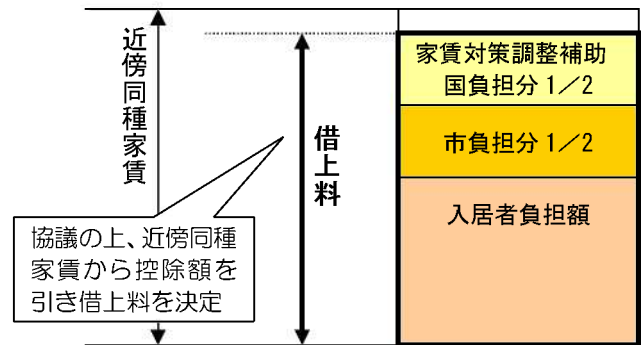 近傍同種家賃
借上料
協議の上、近傍同種
家賃から控除額を
引き借上料を決定
家賃対策調整補助
国負担分1／2
市負担分1／2
入居者負担額